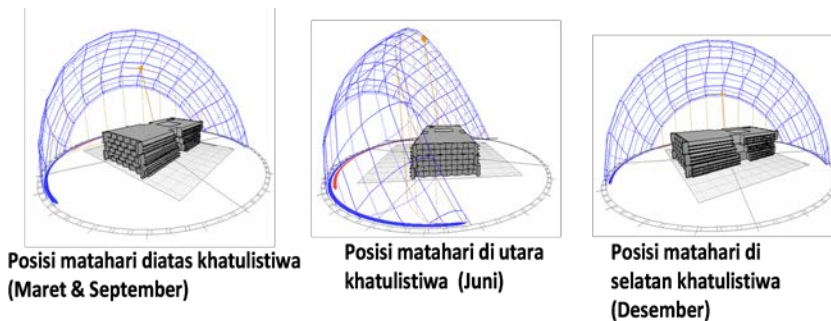 Posisi matahari diatas khatulistiwa
(Maret & September)
Posisi matahari di utara
khatulistiwa (Juni)
Posisi matahari di
selatan khatulistiwa
(Desember)